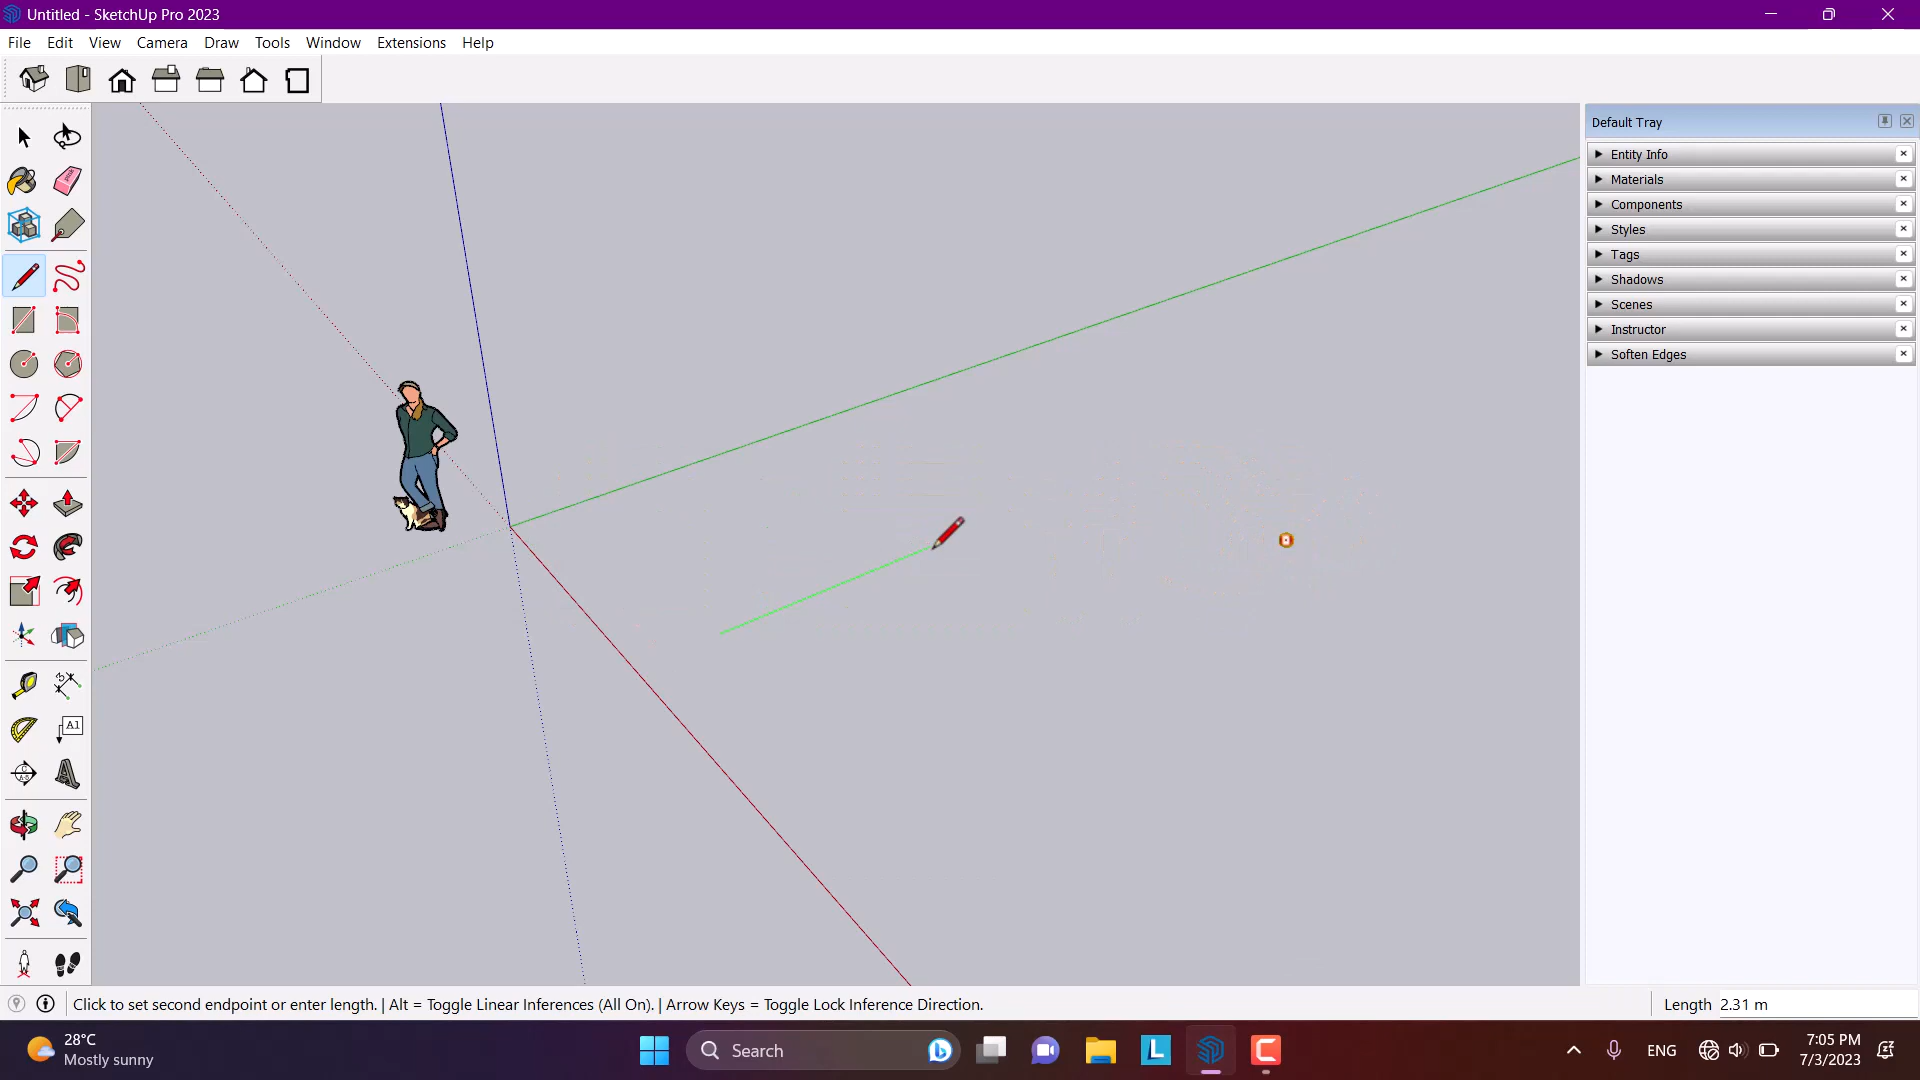 Untitled - SketchUp Pro 2023
File Edit View Camera Draw Tools Window Extensions Help
Default Tray
Entity Info
Materials
Components
Styles
Tags
Shadows
Scenes
Instructor
Soften Edges
A1
Click to set second endpoint or enter length. | Alt = Toggle Linear Inferences (All On). | Arrow Keys = Toggle Lock Inference Direction.
Length 2.31 m
28°C
Mostly sunny
Search
L
C
ENG
7:05 PM
7/3/2023